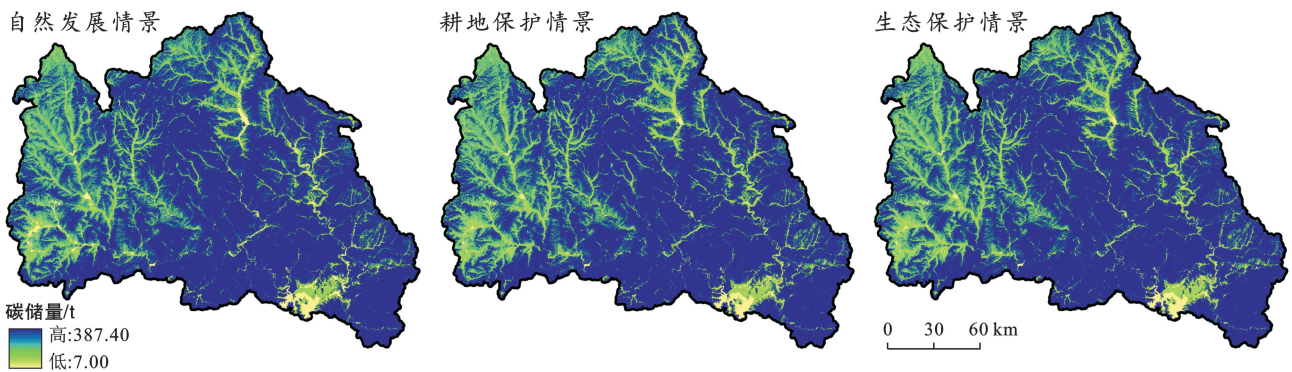 自然发展情景
耕地保护情景
生态保护情景
碳储量/t
高:387.40
低:7.00
0 30 60 km